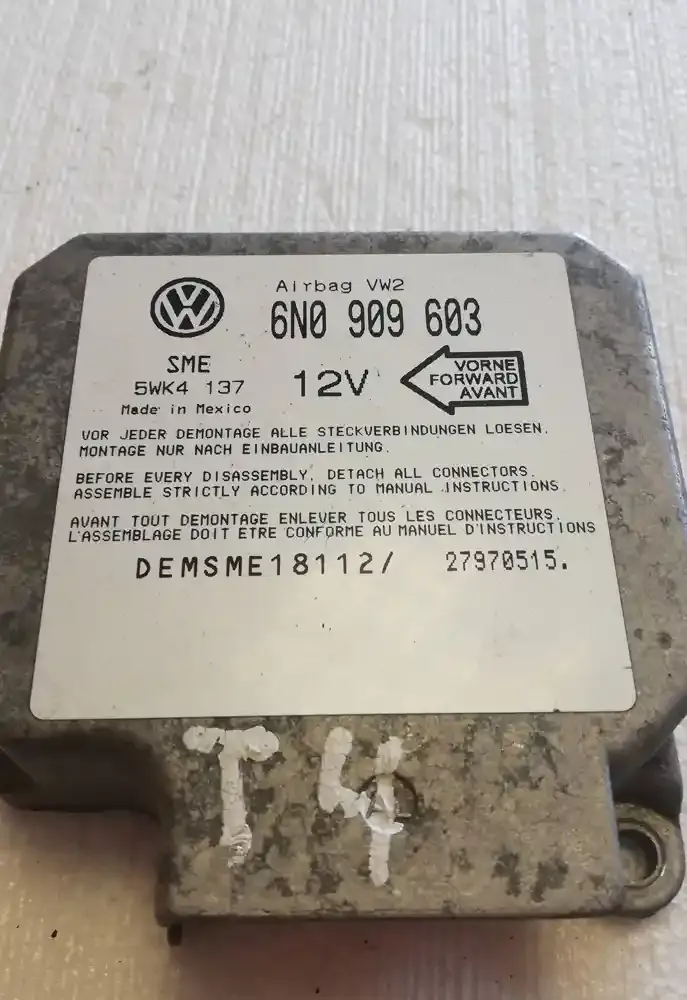 Airbag VW2
6N0 909 603
SME
5WK4 137
12V
VORNE
FORWARD
AVANT
Made in Mexico
VOR JEDER DEMONTAGE ALLE STECKVERBINDUNGEN LOESEN.
MONTAGE NUR NACH EINBAUANLEITUNG.
BEFORE EVERY DISASSEMBLY, DETACH ALL CONNECTORS.
ASSEMBLE STRICTLY ACCORDING TO MANUAL INSTRUCTIONS.
AVANT TOUT DEMONTAGE ENLEVER TOUS LES CONNECTEURS.
L'ASSEMBLAGE DOIT ETRE CONFORME AU MANUEL D'INSTRUCTIONS
DEMSME18112/ 27970515.
T4